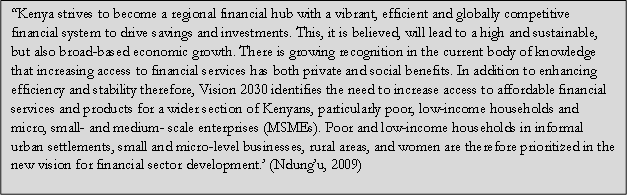 “Kenya strives to become a regional financial hub with a vibrant, efficient and globally competitive
financial system to drive savings and investments. This, it is believed, will lead to a high and sustainable,
but also broad-based economic growth. There is growing recognition in the current body of knowledge
that increasing access to financial services has both private and social benefits. In addition to enhancing
efficiency and stability therefore, Vision 2030 identifies the need to increase access to affordable financial
services and products for a wider section of Kenyans, particularly poor, low-income households and
micro, small- and medium- scale enterprises (MSMEs). Poor and low-income households in informal
urban settlements, small and micro-level businesses, rural areas, and women are therefore prioritized in the
new vision for financial sector development.’ (Ndung’u, 2009)